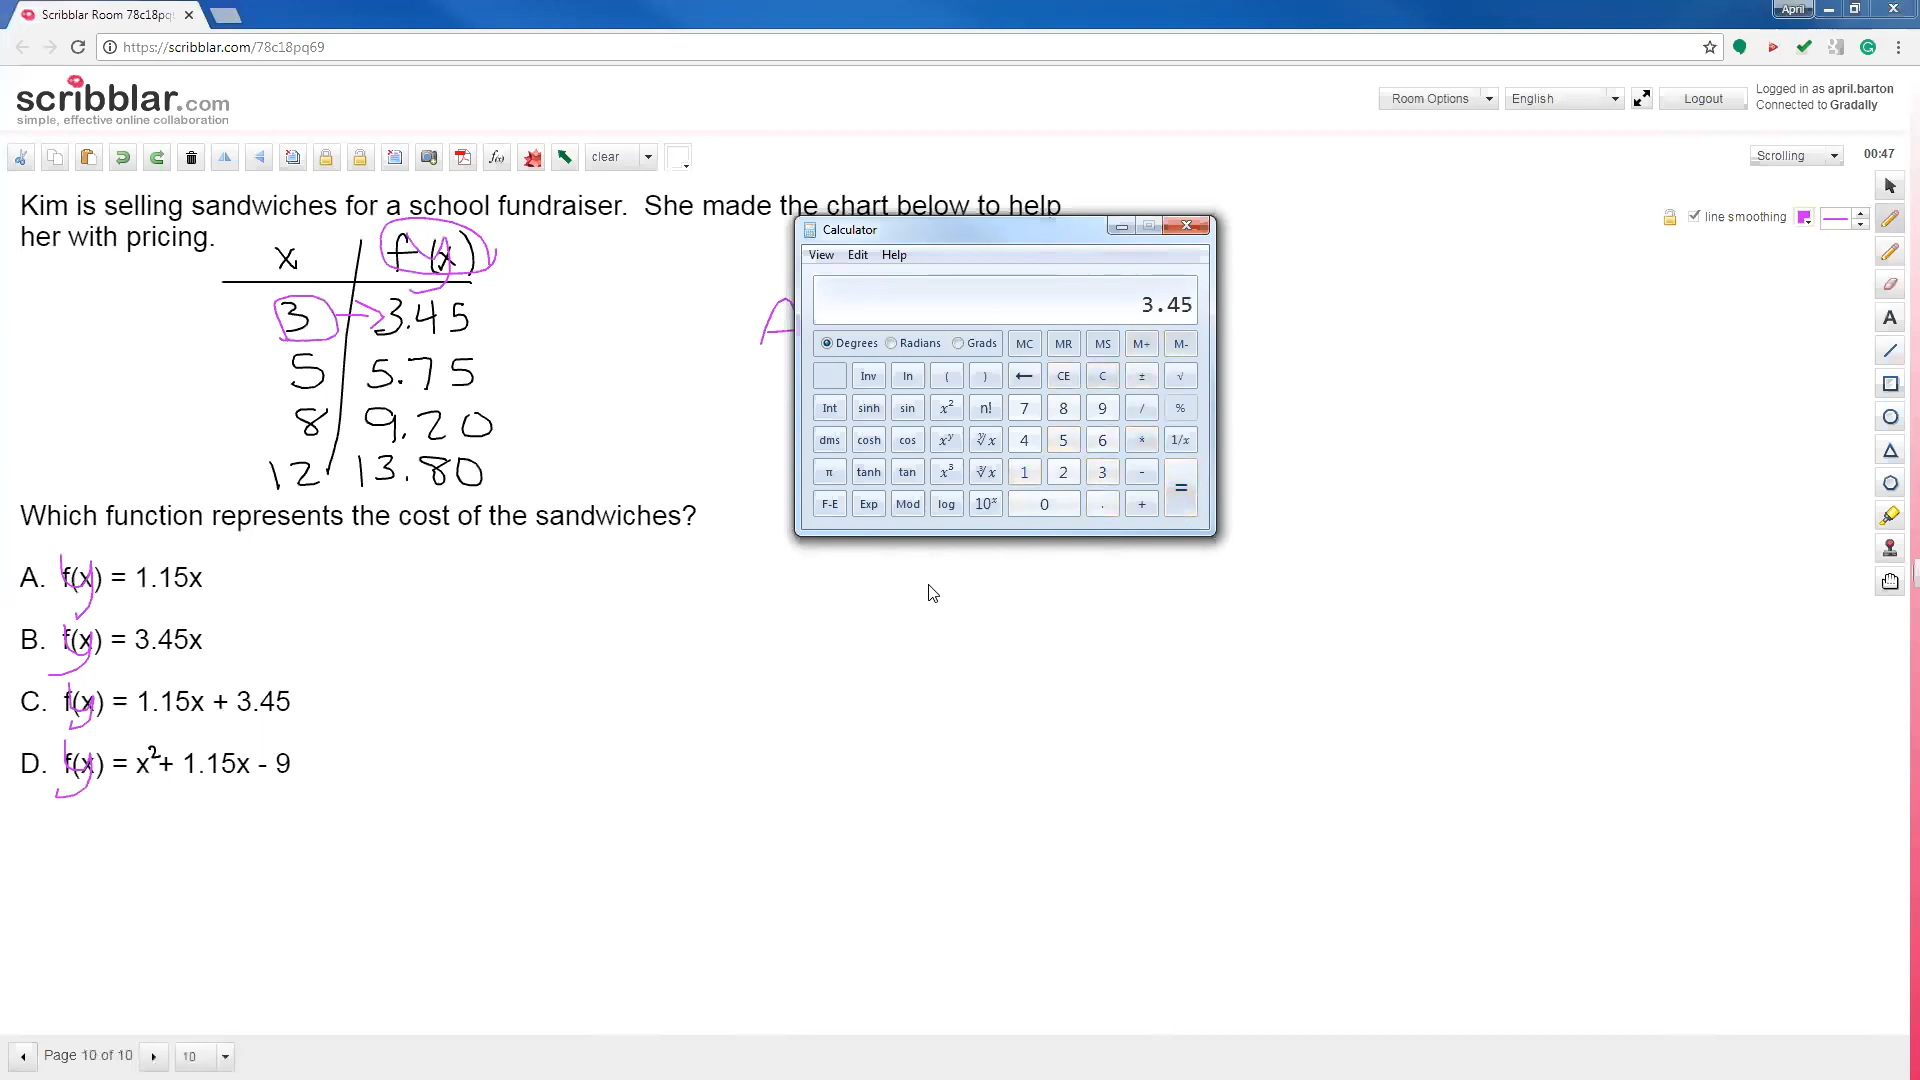 Scribblar Room 78c18pq
April
https://scribblar.com/78c18pq69
scribblar.com
simple, effective online collaboration
Room Options
English
Logout
Logged in as april.barton
Connected to Gradally
f(x)
clear
Scrolling
00:47
line smoothing
Kim is selling sandwiches for a school fundraiser. She made the chart below to help
her with pricing.
x f(x)
3 3.45
5 5.75
8 9.20
12 13.80
A
Calculator
View Edit Help
3.45
Degrees Radians Grads MC MR MS M+ M-
Inv ln ( ) ← CE C ± √
Int sinh sin x² n! 7 8 9 / %
dms cosh cos xʸ ʸ√x 4 5 6 * 1/x
π tanh tan x³ ³√x 1 2 3 - =
F-E Exp Mod log 10ˣ 0 . +
Which function represents the cost of the sandwiches?
A. f(x) = 1.15x
y
B. f(x) = 3.45x
y
C. f(x) = 1.15x + 3.45
y
D. f(x) = x²+ 1.15x - 9
y
A
Page 10 of 10
10